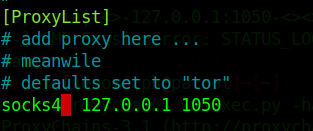 [ProxyList]
# add proxy here ...
# meanwile
# defaults set to "tor"
socks4 127.0.0.1 1050